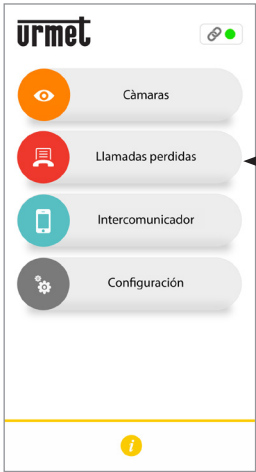 urmet
Càmaras
Llamadas perdidas
Intercomunicador
Configuración
i